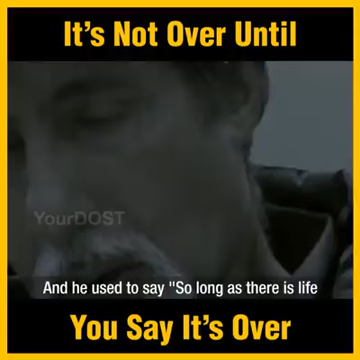 It's Not Over Until
YourDOST
And he used to say "So long as there is life
You Say It's Over